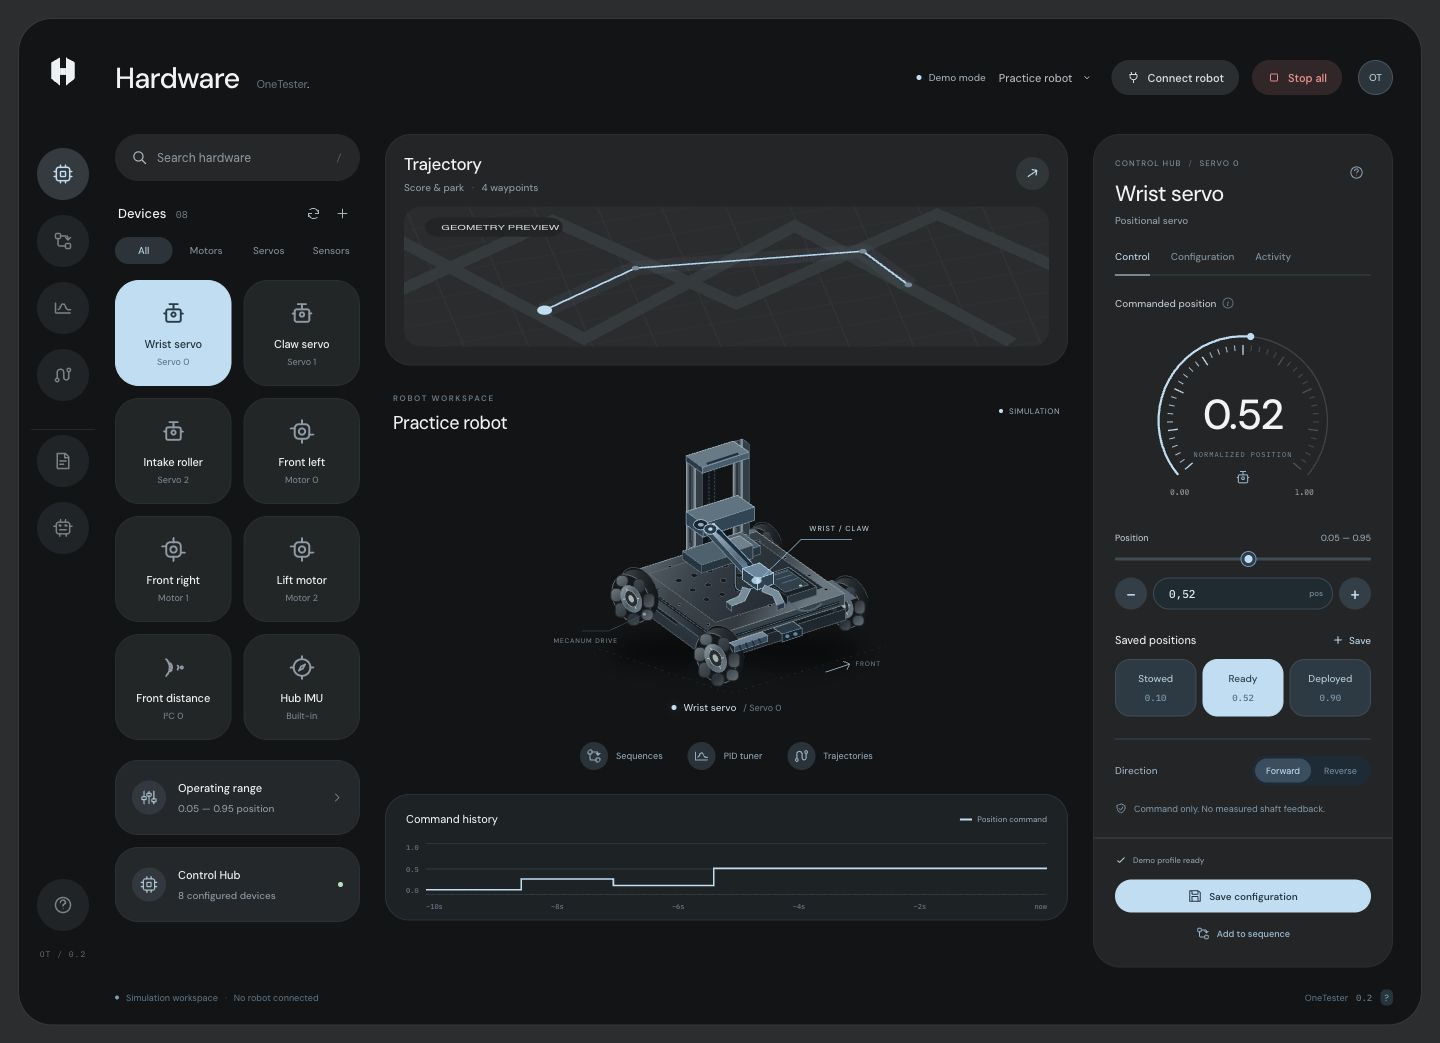 Hardware
OneTester.
Demo mode
Practice robot
Connect robot
Stop all
OT
Search hardware
/
Devices 08
All
Motors
Servos
Sensors
Wrist servo
Servo 0
Claw servo
Servo 1
Intake roller
Servo 2
Front left
Motor 0
Front right
Motor 1
Lift motor
Motor 2
Front distance
I²C 0
Hub IMU
Built-in
Operating range
0.05 — 0.95 position
Control Hub
8 configured devices
OT / 0.2
Trajectory
Score & park · 4 waypoints
GEOMETRY PREVIEW
ROBOT WORKSPACE
Practice robot
SIMULATION
WRIST / CLAW
MECANUM DRIVE
FRONT
Wrist servo / Servo 0
Sequences
PID tuner
Trajectories
Command history
Position command
1.0
0.5
0.0
−10s
−8s
−6s
−4s
−2s
now
CONTROL HUB / SERVO 0
Wrist servo
Positional servo
Control
Configuration
Activity
Commanded position
0.52
NORMALIZED POSITION
0.00
1.00
Position
0.05 — 0.95
−
0,52
pos
+
Saved positions
+ Save
Stowed
0.10
Ready
0.52
Deployed
0.90
Direction
Forward
Reverse
Command only. No measured shaft feedback.
Demo profile ready
Save configuration
Add to sequence
Simulation workspace · No robot connected
OneTester 0.2 ?